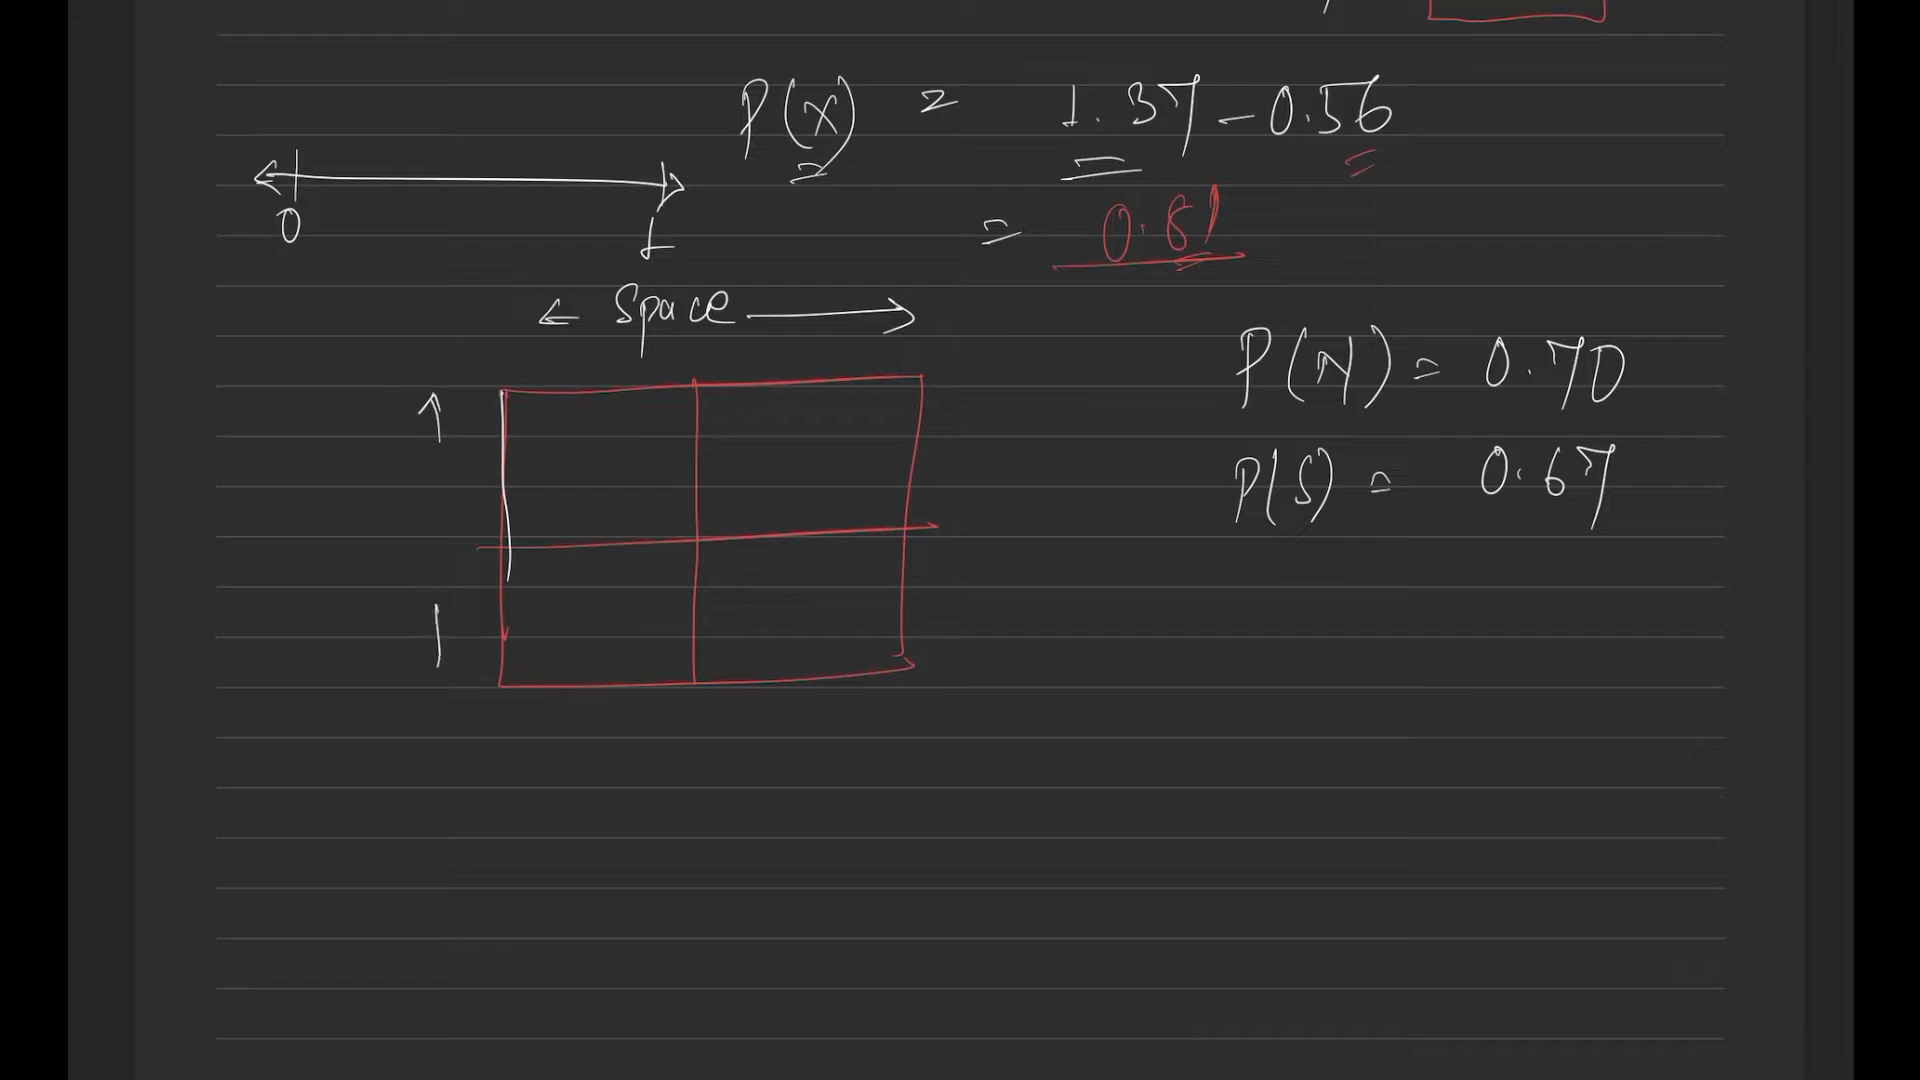 P(X) = 1.37 - 0.56
0 1
= 0.81
← Space →
P(N) = 0.70
P(S) = 0.67